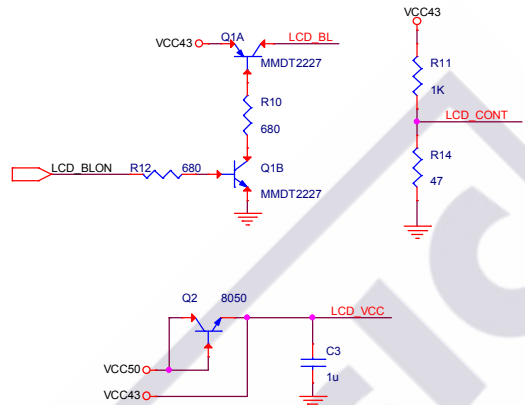 VCC43
Q1A
LCD_BL
MMDT2227
R10
680
LCD_BLON
R12
680
Q1B
MMDT2227
VCC43
R11
1K
LCD_CONT
R14
47
Q2
8050
LCD_VCC
VCC50
VCC43
C3
1u